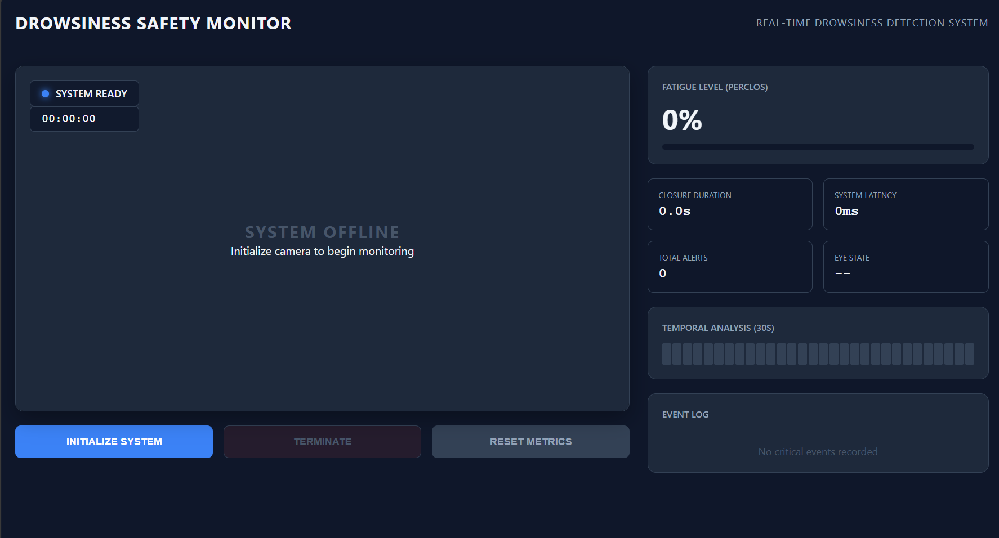 DROWSINESS SAFETY MONITOR
REAL-TIME DROWSINESS DETECTION SYSTEM
SYSTEM READY
00:00:00
SYSTEM OFFLINE
Initialize camera to begin monitoring
INITIALIZE SYSTEM
TERMINATE
RESET METRICS
FATIGUE LEVEL (PERCLOS)
0%
CLOSURE DURATION
0.0s
SYSTEM LATENCY
0ms
TOTAL ALERTS
0
EYE STATE
--
TEMPORAL ANALYSIS (30S)
EVENT LOG
No critical events recorded